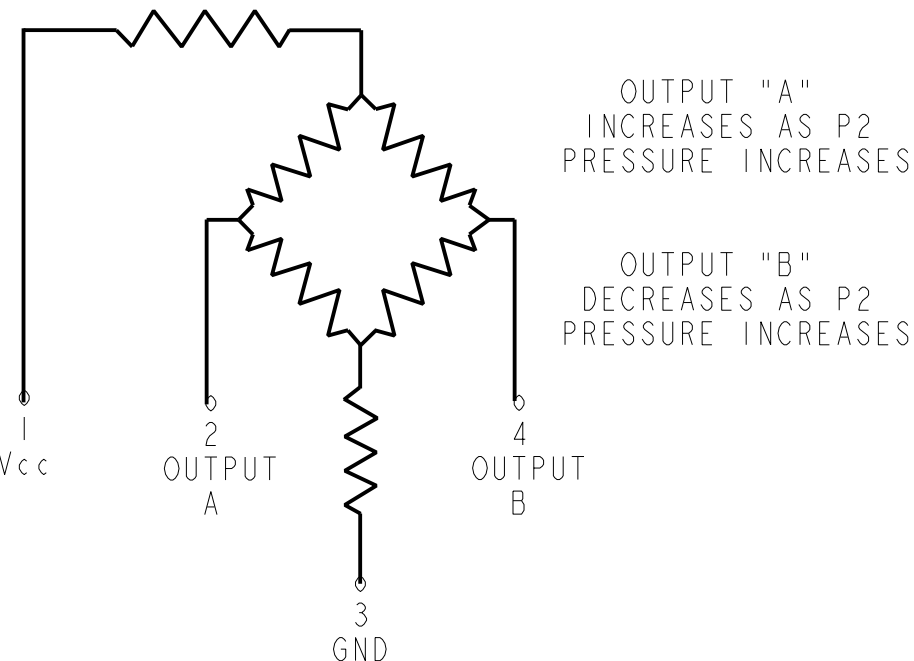 OUTPUT "A"
INCREASES AS P2
PRESSURE INCREASES
OUTPUT "B"
DECREASES AS P2
PRESSURE INCREASES
1
Vcc
2
OUTPUT
A
4
OUTPUT
B
3
GND